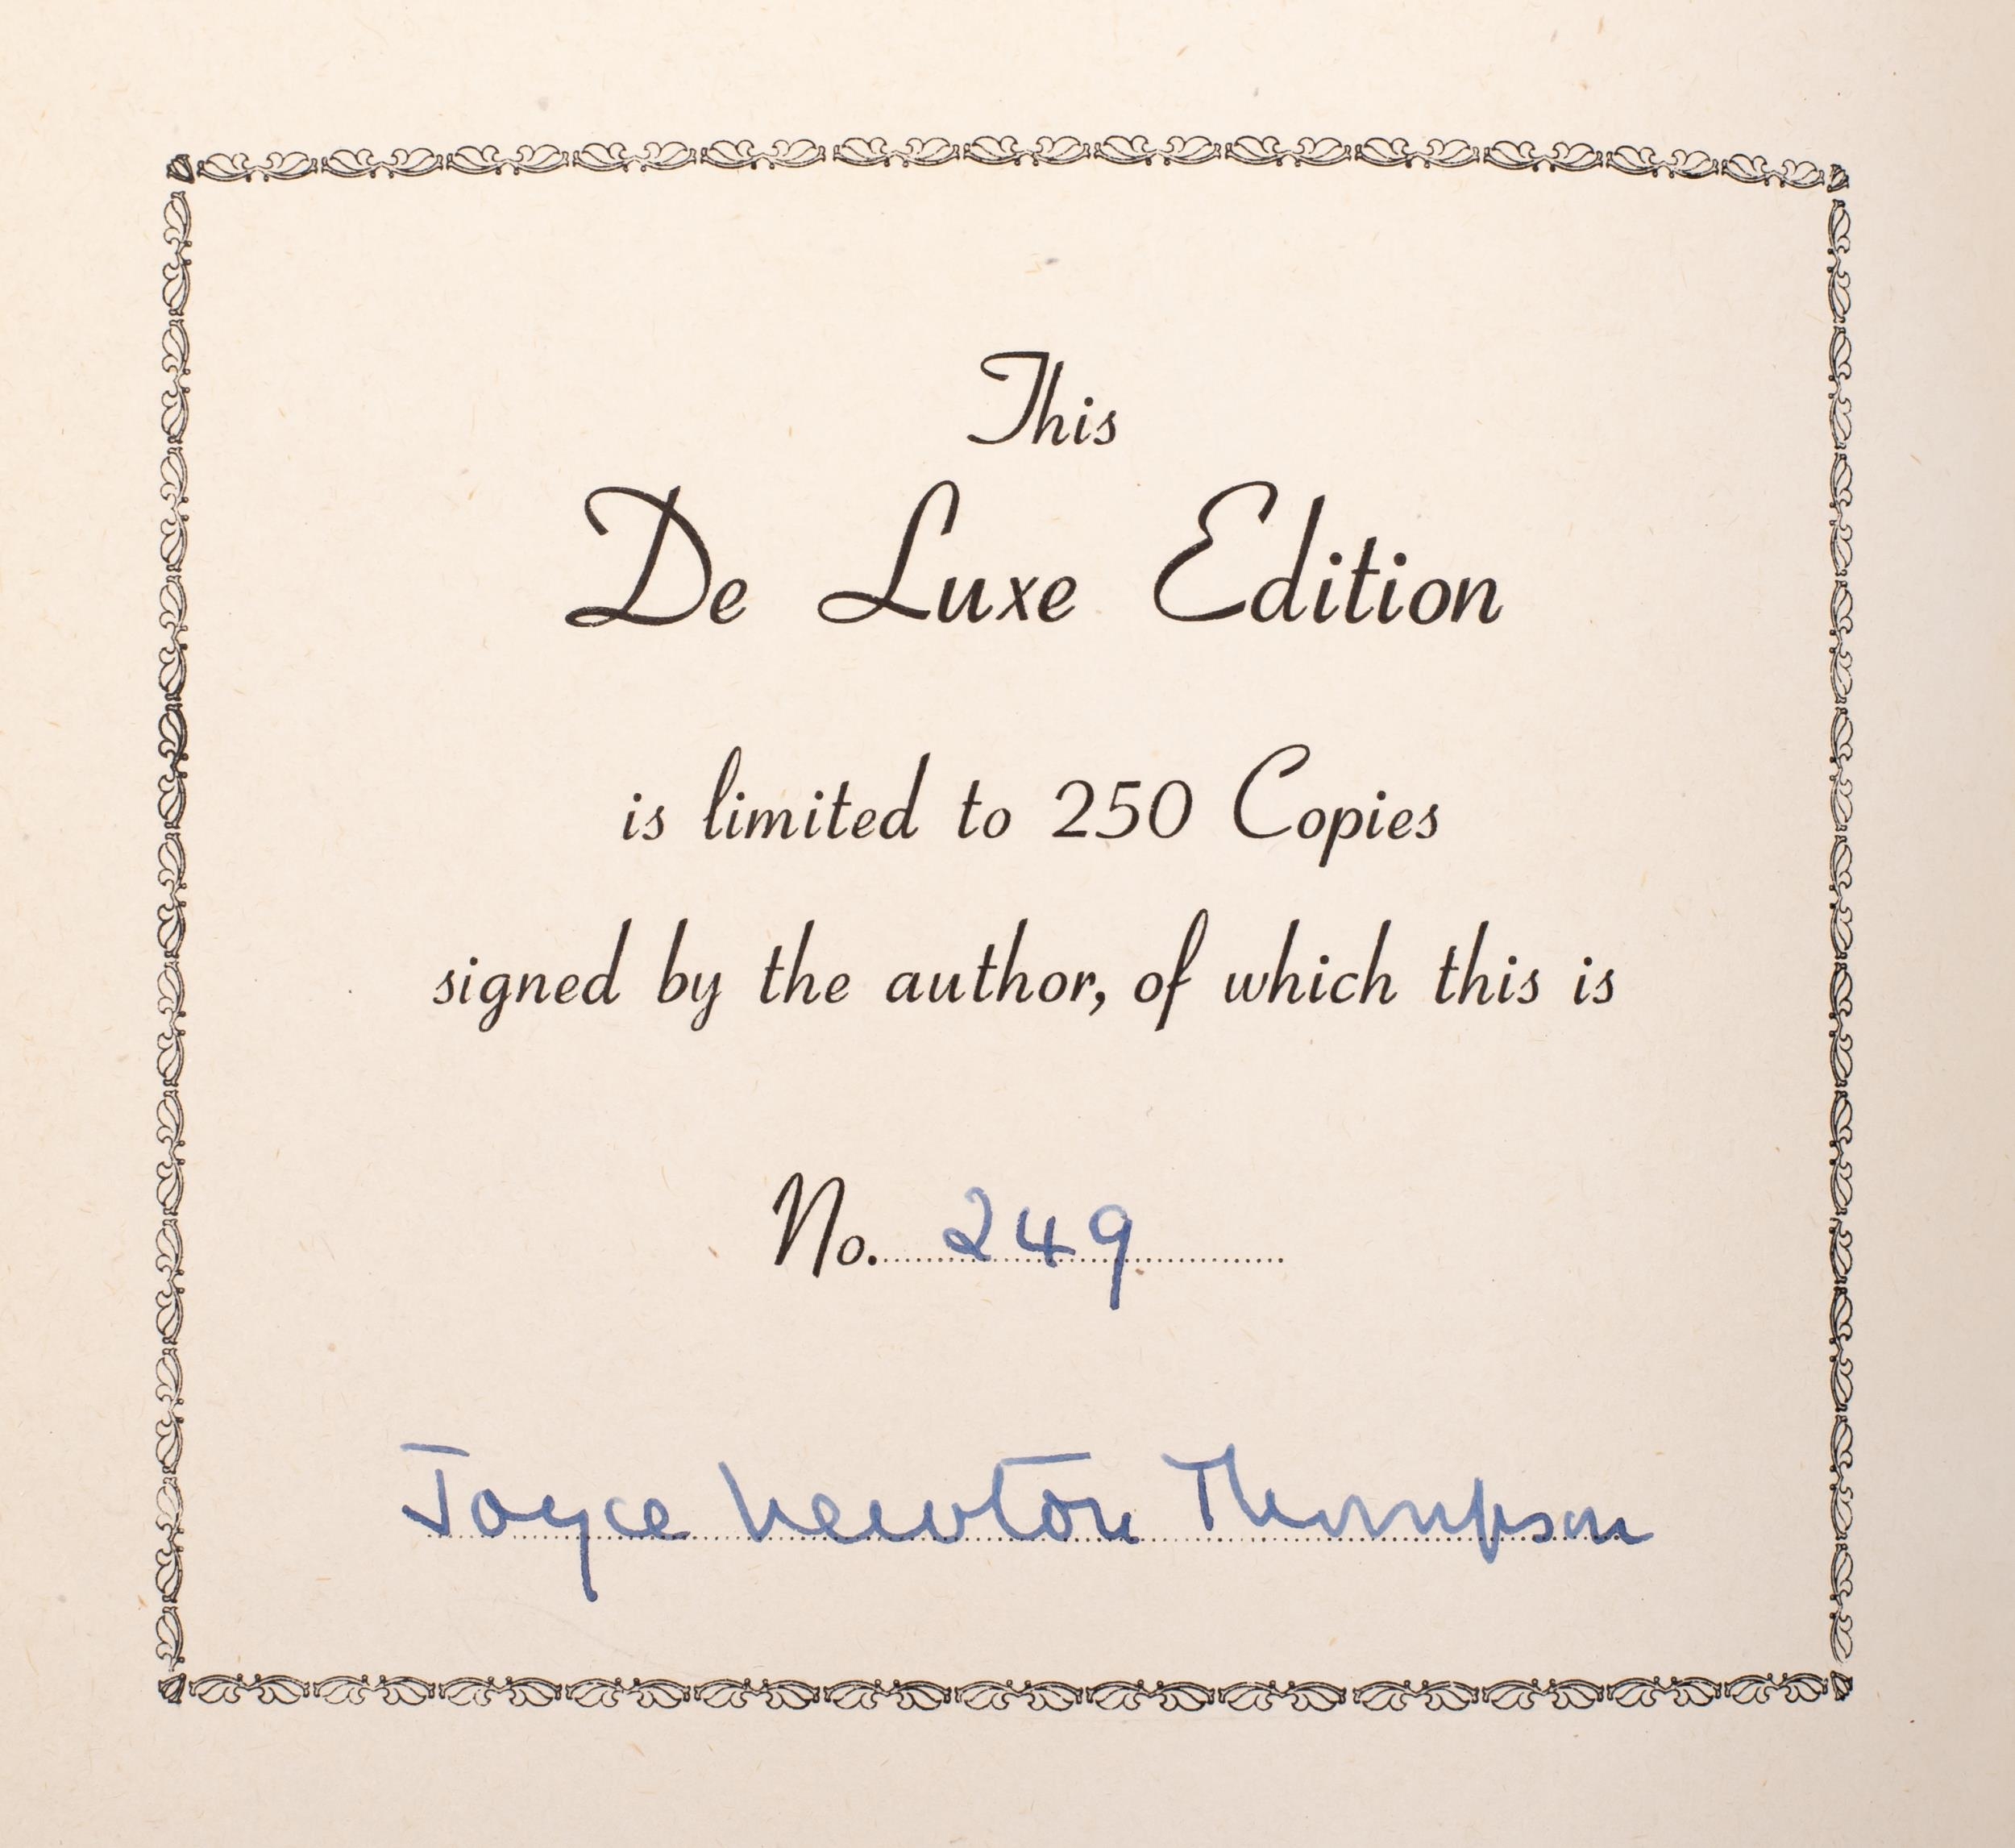 This
De Luxe Edition
is limited to 250 Copies
signed by the author, of which this is
No. 249
Joyce Newton Thompson